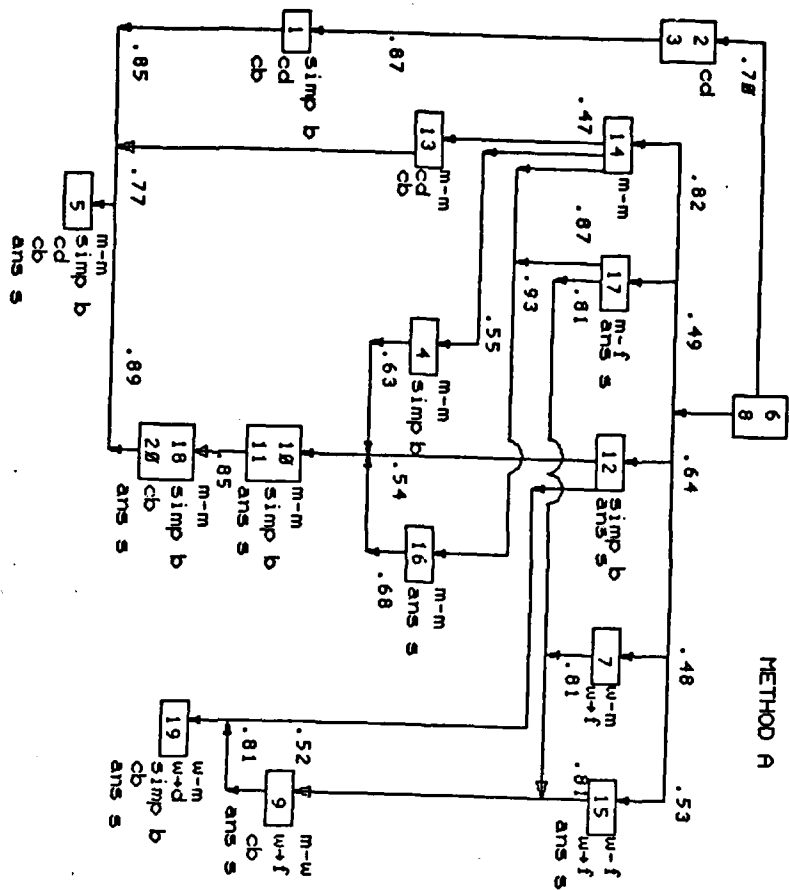 METHOD A
6
8
.70
2
3
cd
.82
.49
.64
.48
.53
14
m-m
17
m-f
ans s
12
simp b
ans s
7
w-m
w→f
15
w-f
w→f
ans s
.87
.47
.87
.81
.93
.81
.81
.55
13
m-m
cd
cb
4
m-m
simp b
16
m-m
ans s
.63
.54
.68
1
simp b
cd
cb
10
11
m-m
simp b
ans s
9
m-w
w→f
cb
ans s
.52
.81
.85
.85
.77
.89
18
20
m-m
simp b
cb
ans s
19
w-m
w→d
simp b
cb
ans s
5
m-m
simp b
cd
cb
ans s